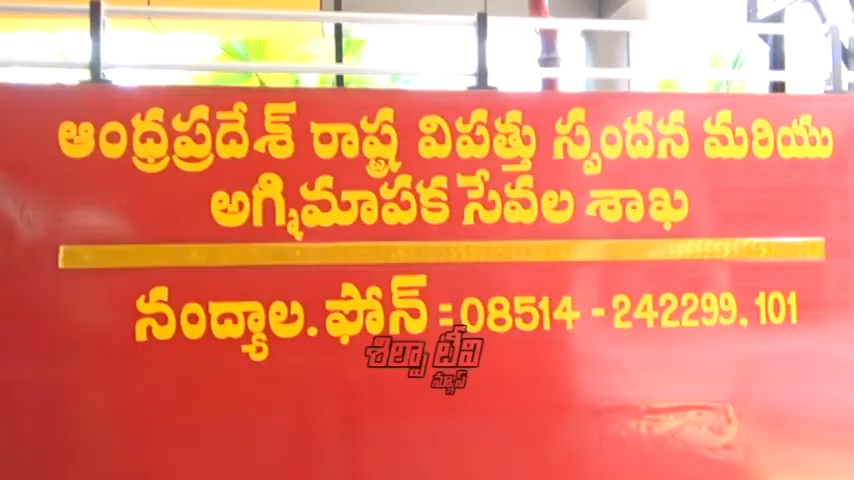 ఆంధ్రప్రదేశ్ రాష్ట్ర విపత్తు స్పందన మరియు
అగ్నిమాపక సేవల శాఖ
నంద్యాల. ఫోన్ : 08514 - 242299, 101
శిల్పా టీవి
న్యూస్